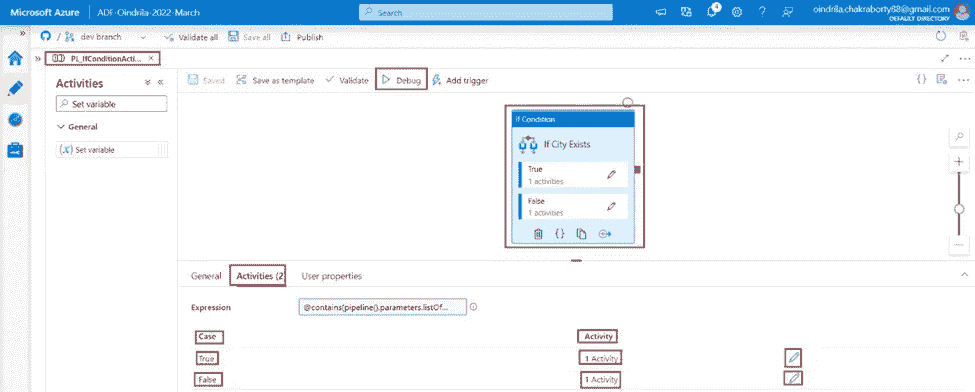 Microsoft Azure | ADF-Oindrila-2022-March
Search
4
oindrila.chakraborty88@gmail.com
DEFAULT DIRECTORY
dev branch
Validate all
Save all
Publish
PL_IfConditionActi...
Activities
Set variable
General
(x) Set variable
Saved
Save as template
Validate
Debug
Add trigger
If Condition
If City Exists
True
1 activities
False
1 activities
General
Activities (2)
User properties
Expression
@contains(pipeline().parameters.listOf...
Case Activity
True 1 Activity
False 1 Activity